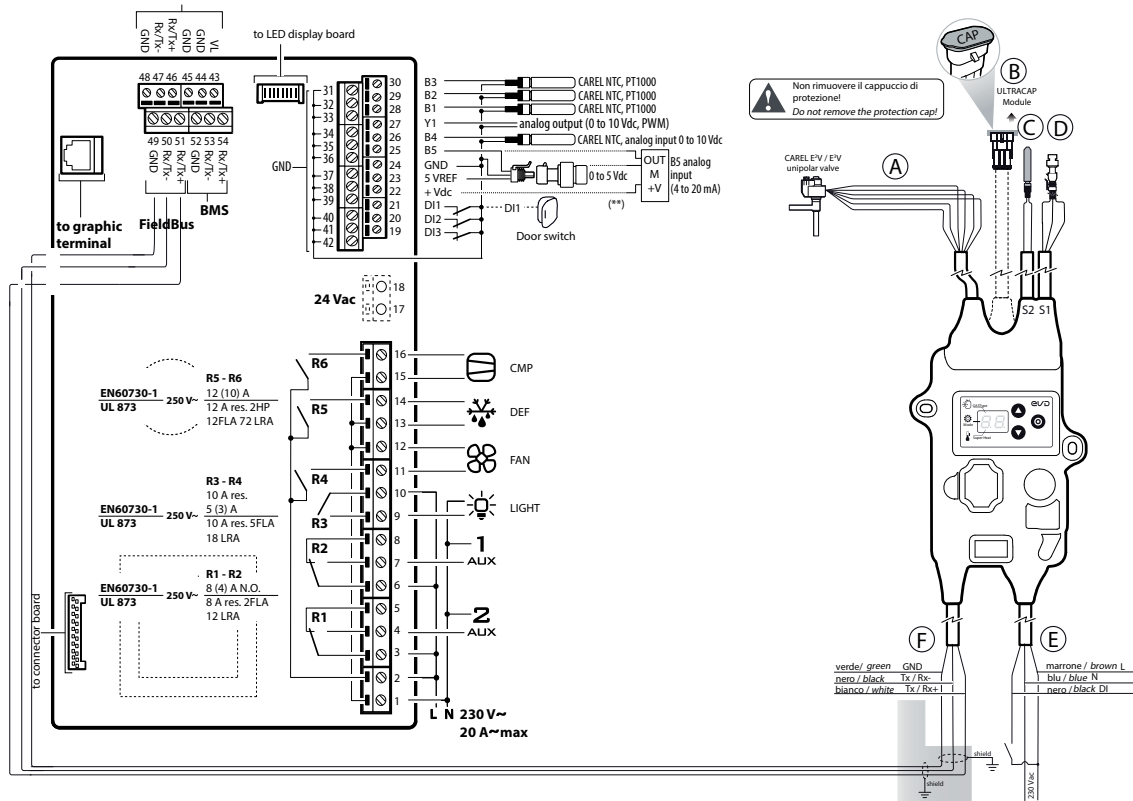 GND
Rx/Tx-
Rx/Tx+
GND
GND
VL
48 47 46 45 44 43
49 50 51 52 53 54
GND
Rx/Tx-
Rx/Tx+
GND
Rx/Tx-
Rx/Tx+
FieldBus
BMS
to graphic
terminal
to LED display board
31
32
33
34
35
36
37
38
39
40
41
42
GND
30
29
28
27
26
25
24
23
22
21
20
19
B3 CAREL NTC, PT1000
B2 CAREL NTC, PT1000
B1 CAREL NTC, PT1000
Y1 analog output (0 to 10 Vdc, PWM)
B4 CAREL NTC, analog input 0 to 10 Vdc
B5
GND
5 VREF
+ Vdc
0 to 5 Vdc
OUT
M
+V
B5 analog
input
(4 to 20 mA)
(**)
DI1
DI2
DI3
DI1
Door switch
24 Vac
18
17
R6
R5
R4
R3
R2
R1
16
15
14
13
12
11
10
9
8
7
6
5
4
3
2
1
CMP
DEF
FAN
LIGHT
1
AUX
2
AUX
L N 230 V~
20 A~max
EN60730-1
UL 873
250 V~
R5 - R6
12 (10) A
12 A res. 2HP
12FLA 72 LRA
EN60730-1
UL 873
250 V~
R3 - R4
10 A res.
5 (3) A
10 A res. 5FLA
18 LRA
EN60730-1
UL 873
250 V~
R1 - R2
8 (4) A N.O.
8 A res. 2FLA
12 LRA
to connector board
CAP
Non rimuovere il cappuccio di
protezione!
Do not remove the protection cap!
B
ULTRACAP
Module
C
D
CAREL E²V / E³V
unipolar valve
A
S2 S1
evd
Super Heat
F
E
verde/ green GND
nero / black Tx / Rx-
bianco / white Tx / Rx+
marrone / brown L
blu / blue N
nero / black DI
shield
shield
230 Vac